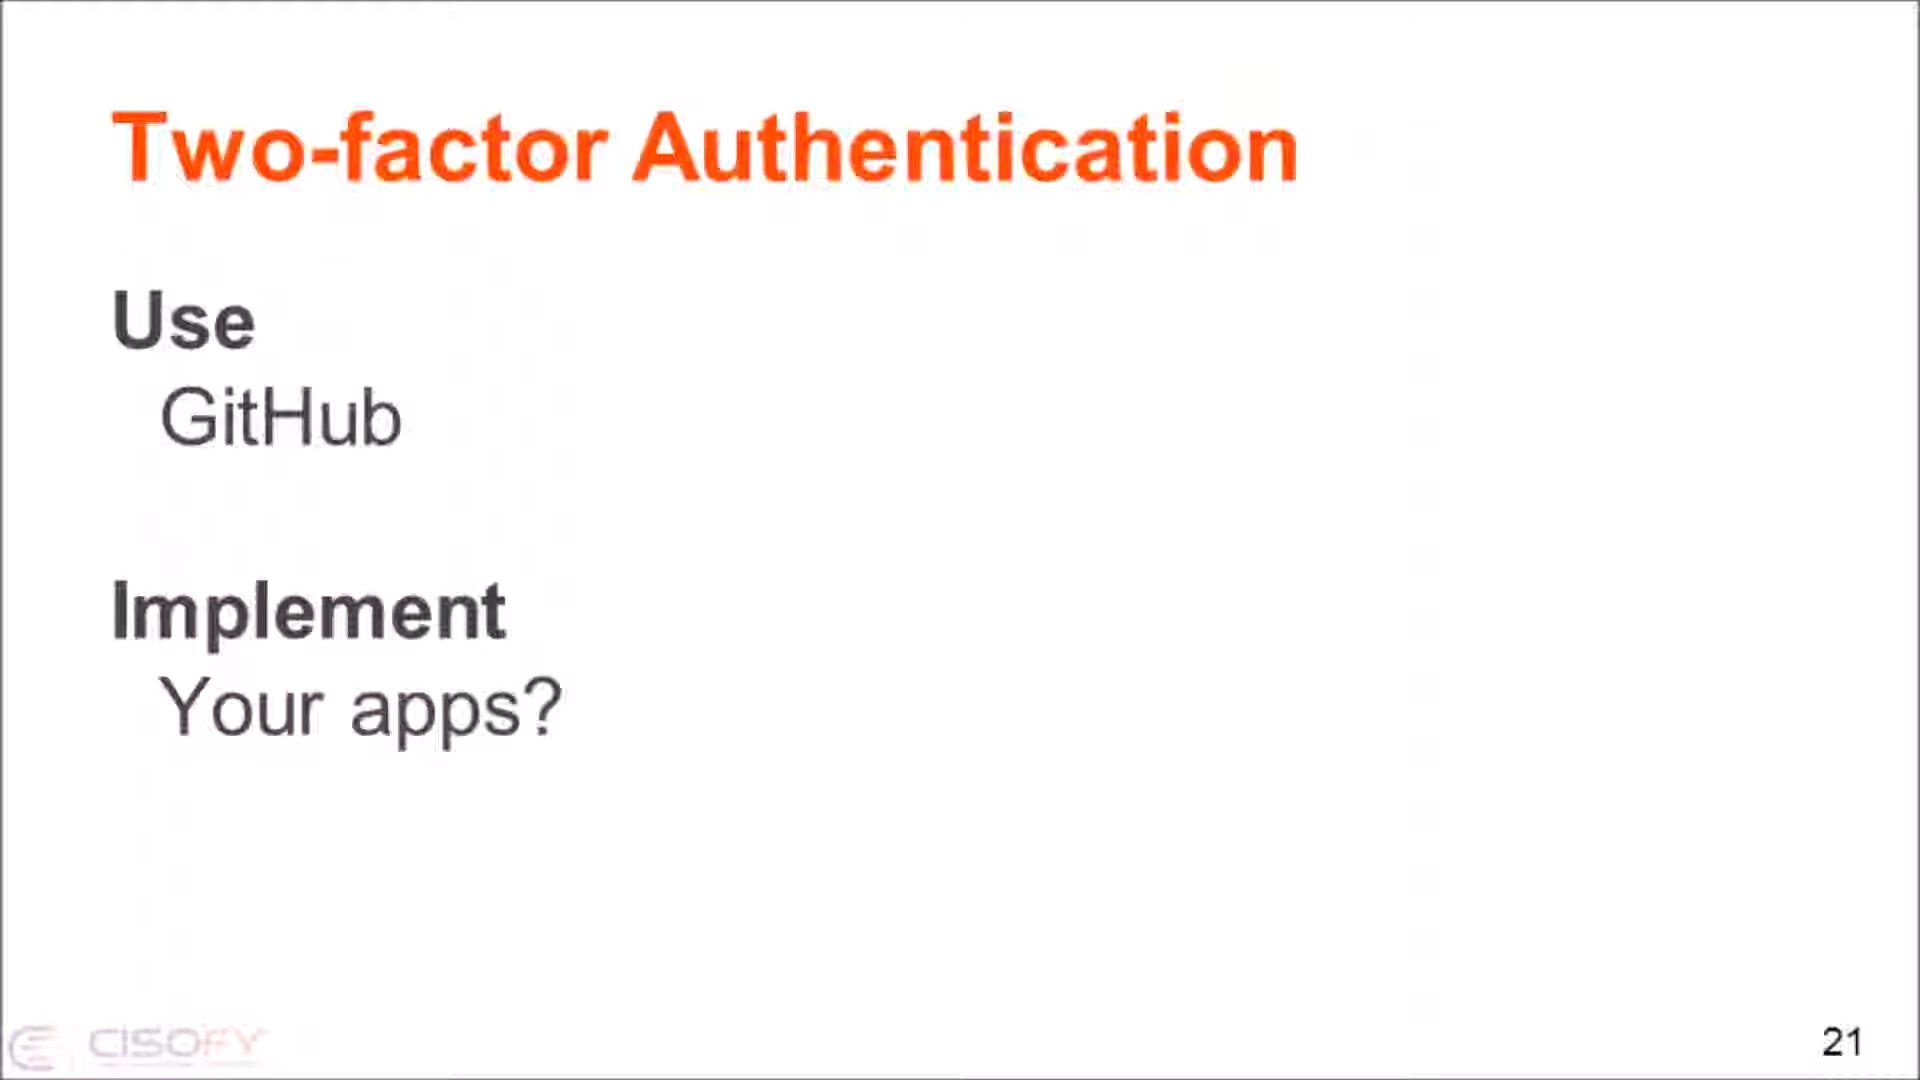 Two-factor Authentication
Use
GitHub
Implement
Your apps?
CISOFY
21